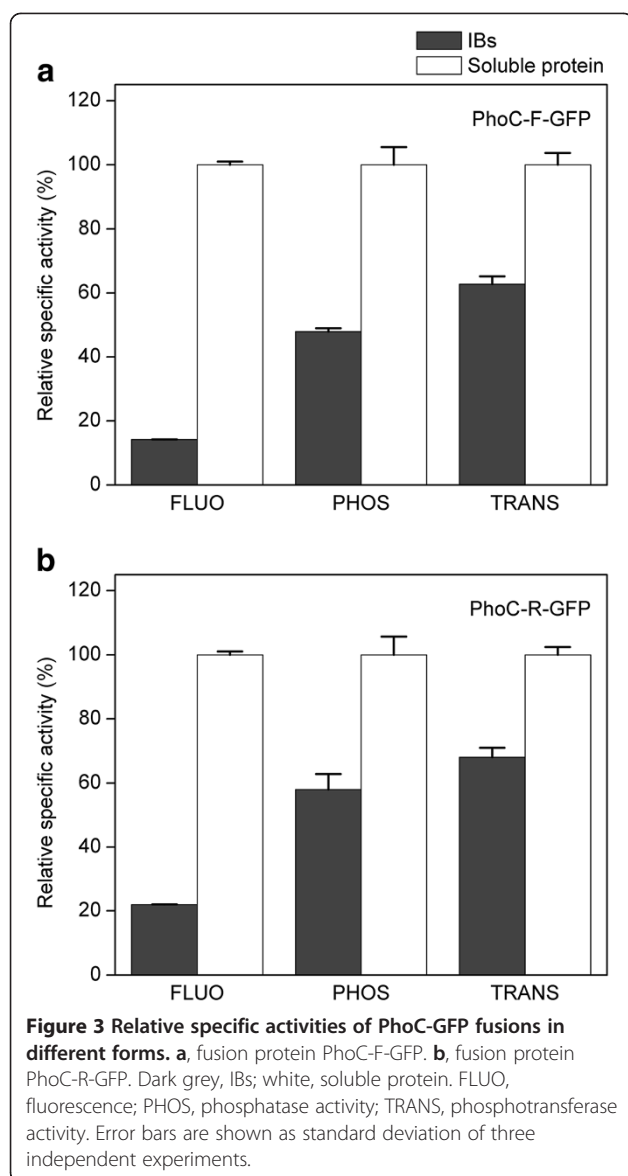 IBs
Soluble protein
a
PhoC-F-GFP
Relative specific activity (%)
120
100
80
60
40
20
0
FLUO PHOS TRANS
b
PhoC-R-GFP
Relative specific activity (%)
120
100
80
60
40
20
0
FLUO PHOS TRANS
Figure 3 Relative specific activities of PhoC-GFP fusions in
different forms. a, fusion protein PhoC-F-GFP. b, fusion protein
PhoC-R-GFP. Dark grey, IBs; white, soluble protein. FLUO,
fluorescence; PHOS, phosphatase activity; TRANS, phosphotransferase
activity. Error bars are shown as standard deviation of three
independent experiments.